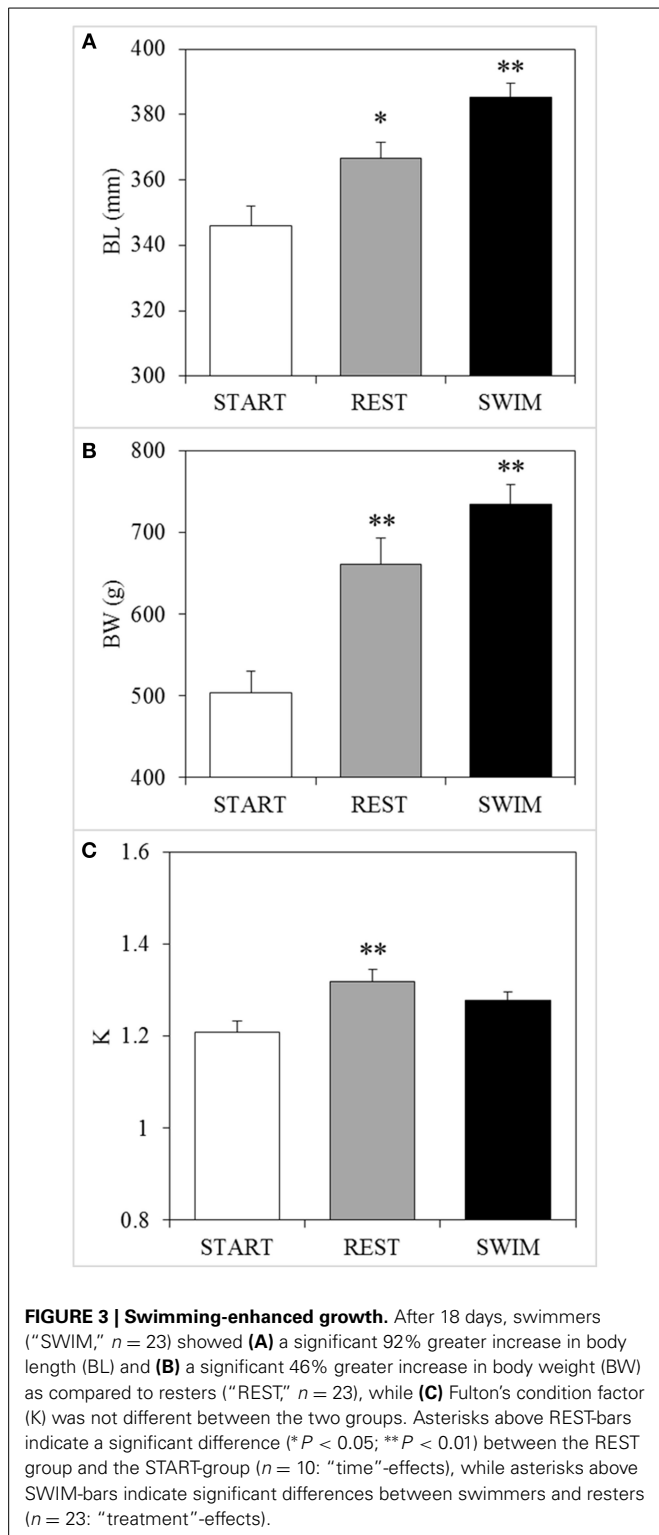 A
400
380
360
340
320
300
BL (mm)
*
**
START REST SWIM
B
800
700
600
500
400
BW (g)
**
**
START REST SWIM
C
1.6
1.4
1.2
1
0.8
K
**
START REST SWIM
FIGURE 3 | Swimming-enhanced growth. After 18 days, swimmers
("SWIM," n = 23) showed (A) a significant 92% greater increase in body
length (BL) and (B) a significant 46% greater increase in body weight (BW)
as compared to resters ("REST," n = 23), while (C) Fulton's condition factor
(K) was not different between the two groups. Asterisks above REST-bars
indicate a significant difference (*P < 0.05; **P < 0.01) between the REST
group and the START-group (n = 10: "time"-effects), while asterisks above
SWIM-bars indicate significant differences between swimmers and resters
(n = 23: "treatment"-effects).